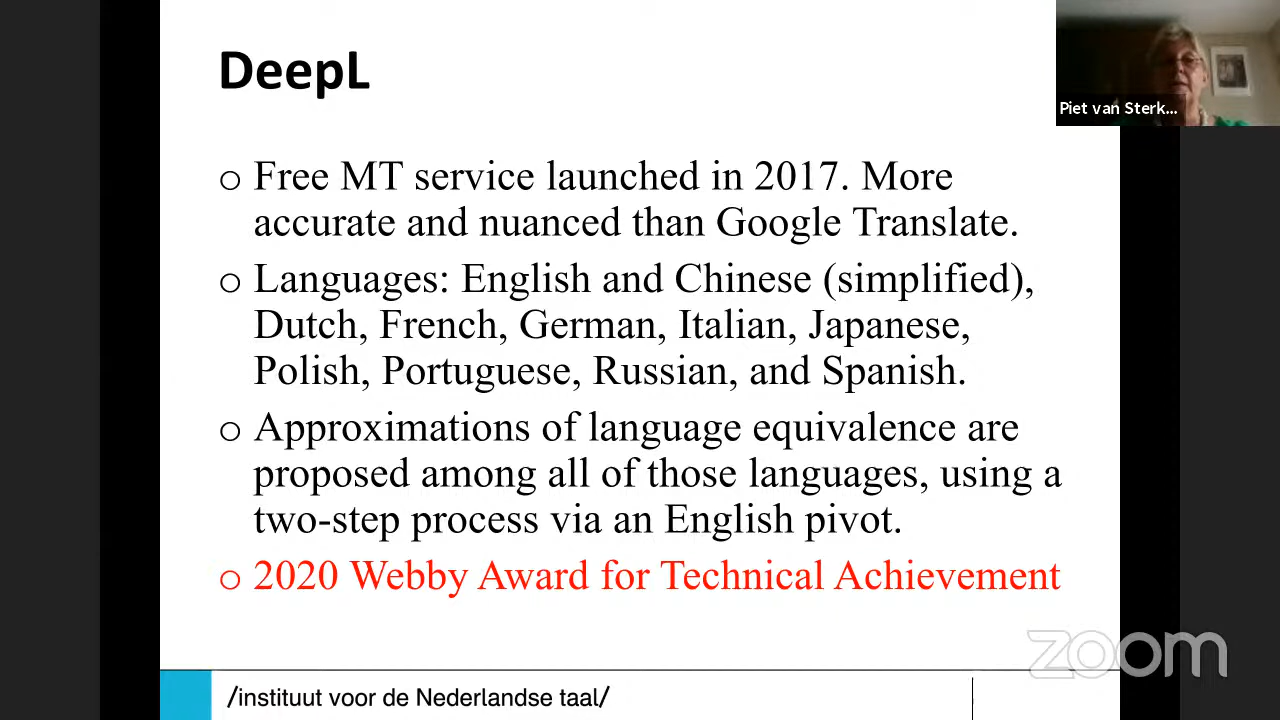 DeepL
Piet van Sterk...
o Free MT service launched in 2017. More
accurate and nuanced than Google Translate.
o Languages: English and Chinese (simplified),
Dutch, French, German, Italian, Japanese,
Polish, Portuguese, Russian, and Spanish.
o Approximations of language equivalence are
proposed among all of those languages, using a
two-step process via an English pivot.
o 2020 Webby Award for Technical Achievement
zoom
/instituut voor de Nederlandse taal/